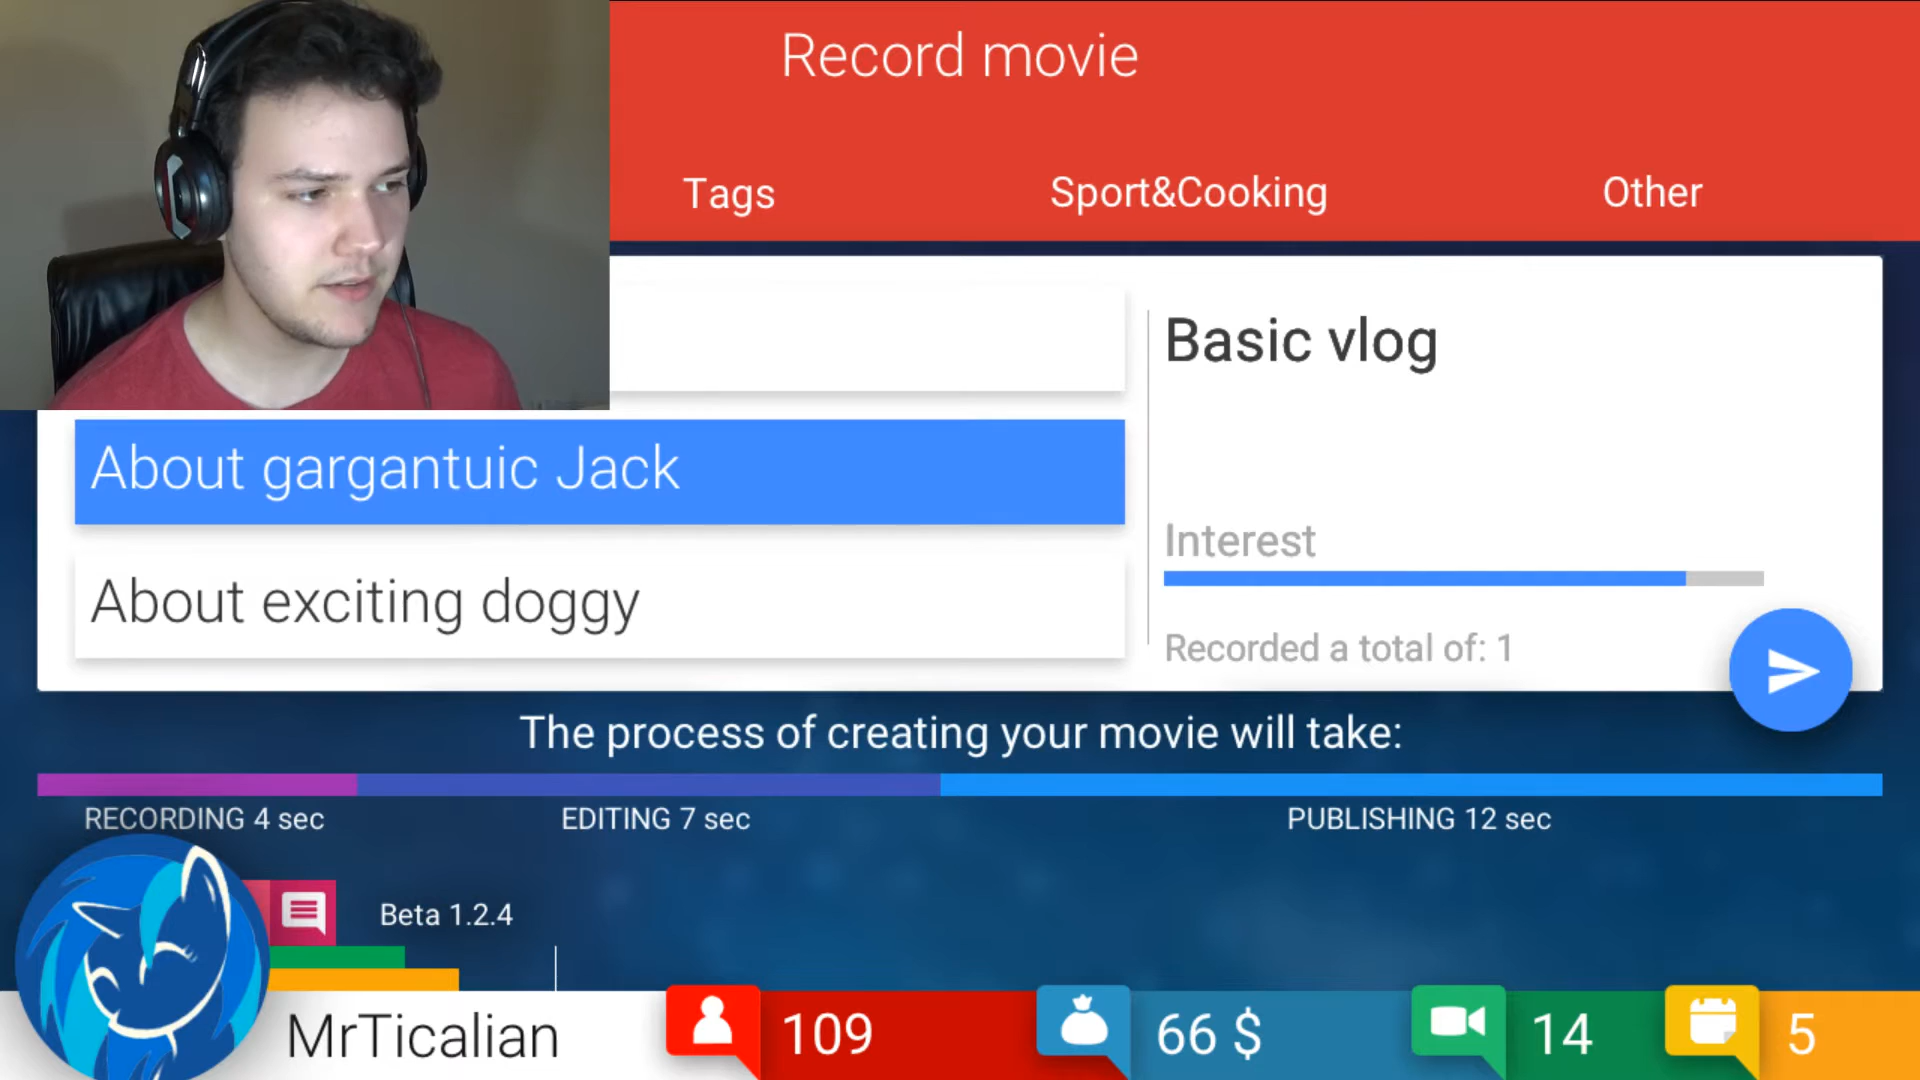 Record movie
Tags
Sport&Cooking
Other
Basic vlog
About gargantuic Jack
Interest
About exciting doggy
Recorded a total of: 1
The process of creating your movie will take:
RECORDING 4 sec
EDITING 7 sec
PUBLISHING 12 sec
Beta 1.2.4
MrTicalian
109
66 $
14
5